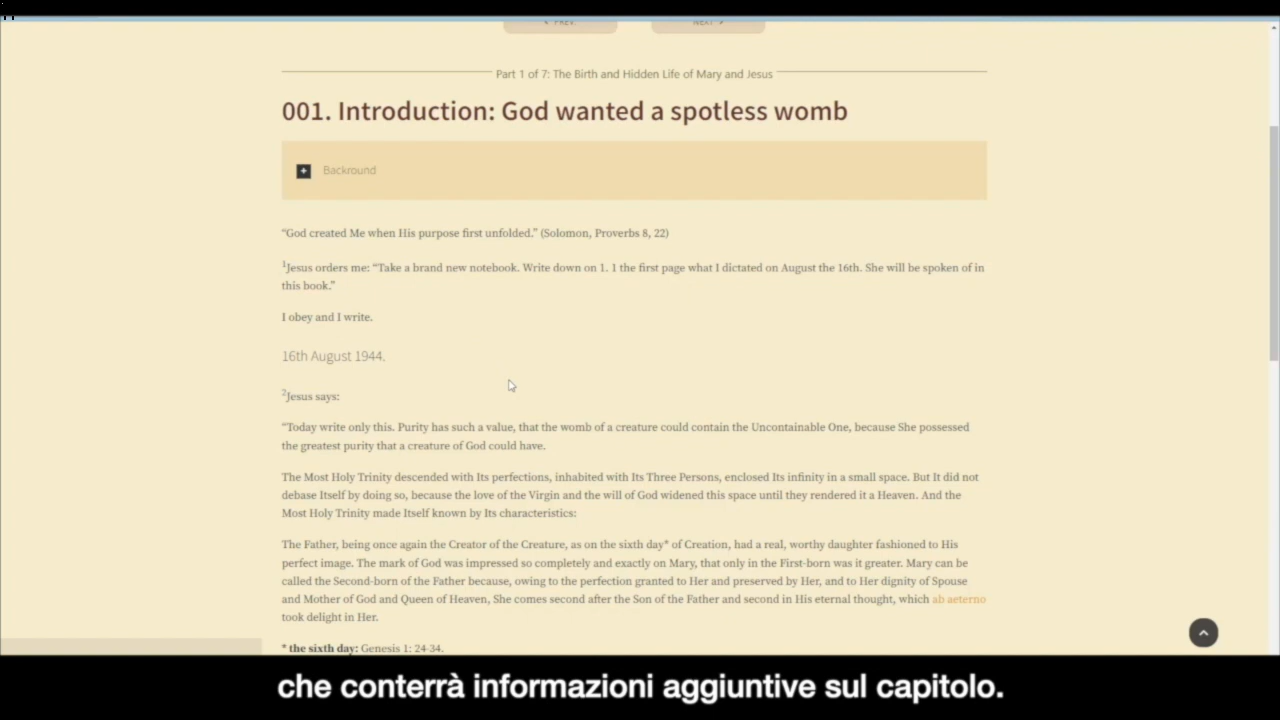 PREV.
NEXT
Part 1 of 7: The Birth and Hidden Life of Mary and Jesus
001. Introduction: God wanted a spotless womb
Backround
“God created Me when His purpose first unfolded.” (Solomon, Proverbs 8, 22)
1Jesus orders me: “Take a brand new notebook. Write down on 1. 1 the first page what I dictated on August the 16th. She will be spoken of in
this book.”
I obey and I write.
16th August 1944.
2Jesus says:
“Today write only this. Purity has such a value, that the womb of a creature could contain the Uncontainable One, because She possessed
the greatest purity that a creature of God could have.
The Most Holy Trinity descended with Its perfections, inhabited with Its Three Persons, enclosed Its infinity in a small space. But It did not
debase Itself by doing so, because the love of the Virgin and the will of God widened this space until they rendered it a Heaven. And the
Most Holy Trinity made Itself known by Its characteristics:
The Father, being once again the Creator of the Creature, as on the sixth day* of Creation, had a real, worthy daughter fashioned to His
perfect image. The mark of God was impressed so completely and exactly on Mary, that only in the First-born was it greater. Mary can be
called the Second-born of the Father because, owing to the perfection granted to Her and preserved by Her, and to Her dignity of Spouse
and Mother of God and Queen of Heaven, She comes second after the Son of the Father and second in His eternal thought, which ab aeterno
took delight in Her.
* the sixth day: Genesis 1: 24-34.
che conterrà informazioni aggiuntive sul capitolo.